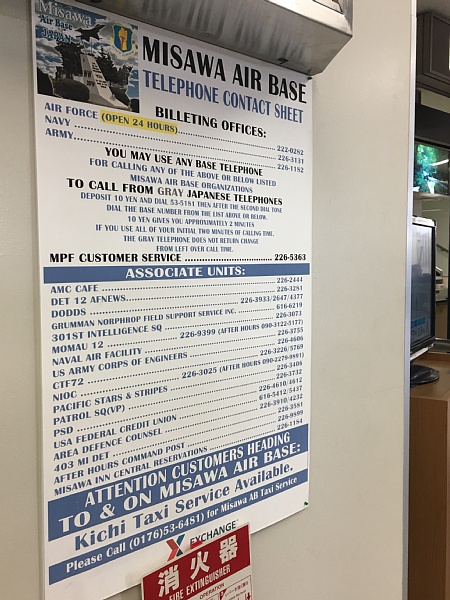 Misawa
Air Base
JAPAN
MISAWA AIR BASE
TELEPHONE CONTACT SHEET
BILLETING OFFICES:
AIR FORCE (OPEN 24 HOURS) 222-0282
NAVY 226-3131
ARMY 226-1182
YOU MAY USE ANY BASE TELEPHONE
FOR CALLING ANY OF THE ABOVE OR BELOW LISTED
MISAWA AIR BASE ORGANIZATIONS
TO CALL FROM GRAY JAPANESE TELEPHONES
DEPOSIT 10 YEN AND DIAL 53-5181 THEN AFTER THE SECOND DIAL TONE
DIAL THE BASE NUMBER FROM THE LIST ABOVE OR BELOW.
10 YEN GIVES YOU APPROXIMATELY 2 MINUTES
IF YOU USE ALL OF YOUR INITIAL TWO MINUTES OF CALLING TIME.
THE GRAY TELEPHONE DOES NOT RETURN CHANGE
FROM LEFT OVER CALL TIME.
MPF CUSTOMER SERVICE 226-5363
ASSOCIATE UNITS:
AMC CAFE 226-2444
DET 12 AFNEWS 226-3281
DODDS 226-3933/2647/4377
GRUMMAN NORPHROP FIELD SUPPORT SERVICE INC. 616-6219
301ST INTELLIGENCE SQ 226-3073
MOMAU 12 226-9399 (AFTER HOURS 090-3122-5177)
NAVAL AIR FACILITY 226-3755
US ARMY CORPS OF ENGINEERS 226-4606
CTF72 226-3226/5769
NIOC 226-3025 (AFTER HOURS 090-2279-0891)
PACIFIC STARS & STRIPES 226-3406
PATROL SQ(VP) 226-3732
PSD 226-4610/4612
USA FEDERAL CREDIT UNION 616-5412/5437
AREA DEFENCE COUNSEL 226-3910/4232
403 MI DET 226-3581
AFTER HOURS COMMAND POST 226-9899
MISAWA INN CENTRAL RESERVATIONS 226-1184
ATTENTION CUSTOMERS HEADING
TO & ON MISAWA AIR BASE:
Kichi Taxi Service Available.
Please Call (0176)53-6481) for Misawa AB Taxi Service
X EXCHANGE
消火器
FIRE EXTINGUISHER
OPERATION